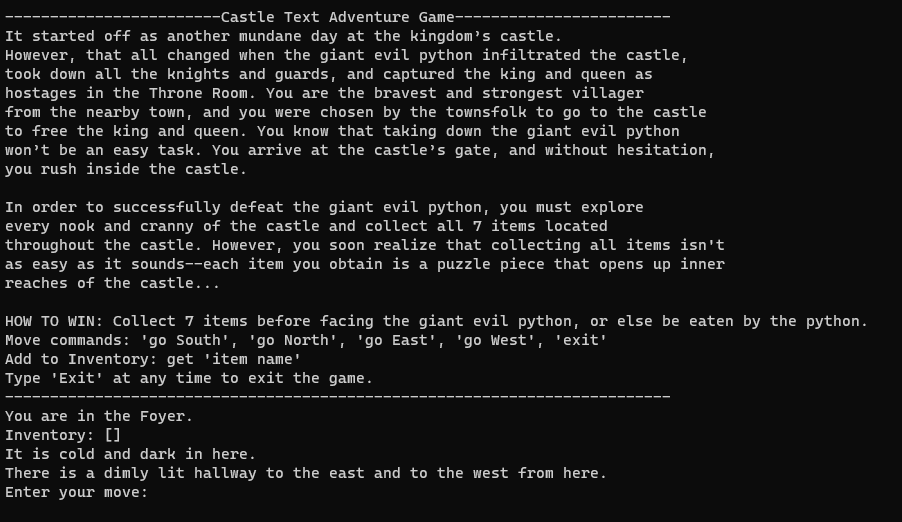 ------------------------Castle Text Adventure Game------------------------
It started off as another mundane day at the kingdom’s castle.
However, that all changed when the giant evil python infiltrated the castle,
took down all the knights and guards, and captured the king and queen as
hostages in the Throne Room. You are the bravest and strongest villager
from the nearby town, and you were chosen by the townsfolk to go to the castle
to free the king and queen. You know that taking down the giant evil python
won’t be an easy task. You arrive at the castle’s gate, and without hesitation,
you rush inside the castle.

In order to successfully defeat the giant evil python, you must explore
every nook and cranny of the castle and collect all 7 items located
throughout the castle. However, you soon realize that collecting all items isn't
as easy as it sounds--each item you obtain is a puzzle piece that opens up inner
reaches of the castle...

HOW TO WIN: Collect 7 items before facing the giant evil python, or else be eaten by the python.
Move commands: 'go South', 'go North', 'go East', 'go West', 'exit'
Add to Inventory: get 'item name'
Type 'Exit' at any time to exit the game.
--------------------------------------------------------------------------
You are in the Foyer.
Inventory: []
It is cold and dark in here.
There is a dimly lit hallway to the east and to the west from here.
Enter your move: